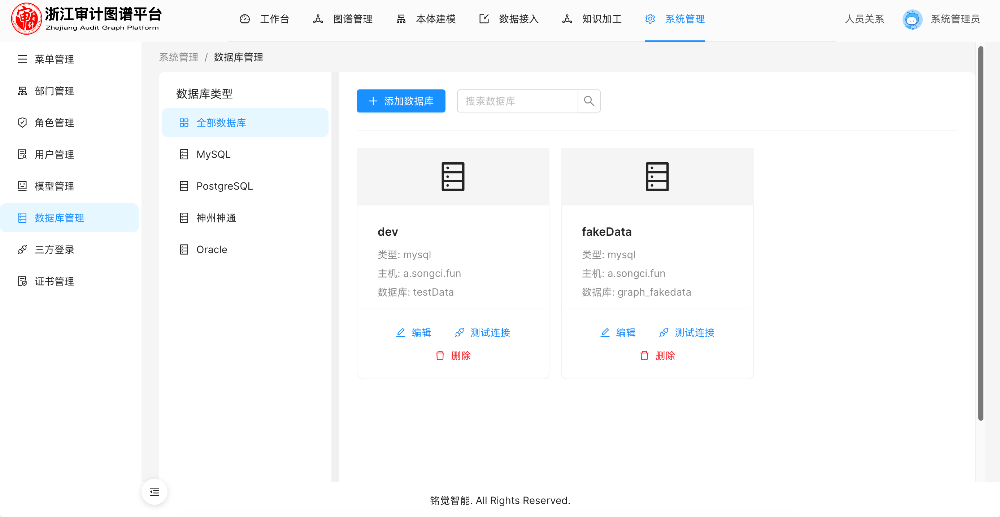 浙江审计图谱平台
Zhejiang Audit Graph Platform
工作台
图谱管理
本体建模
数据接入
知识加工
系统管理
人员关系
系统管理员
菜单管理
部门管理
角色管理
用户管理
模型管理
数据库管理
三方登录
证书管理
系统管理 / 数据库管理
数据库类型
全部数据库
MySQL
PostgreSQL
神州神通
Oracle
添加数据库
搜索数据库
dev
类型: mysql
主机: a.songci.fun
数据库: testData
编辑
测试连接
删除
fakeData
类型: mysql
主机: a.songci.fun
数据库: graph_fakedata
编辑
测试连接
删除
铭觉智能. All Rights Reserved.